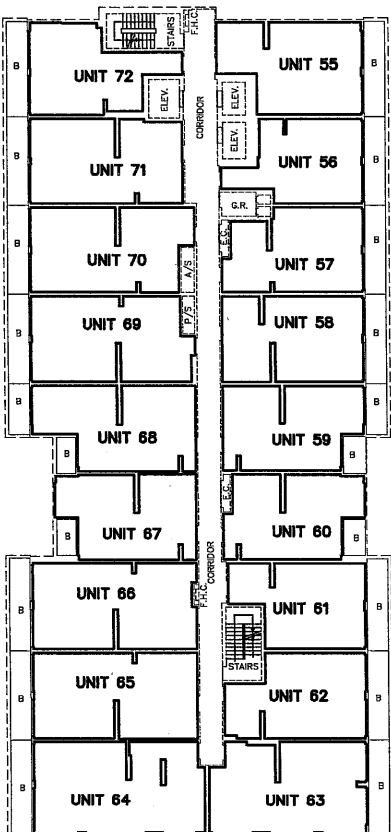 STAIRS
F.H.C.
B
UNIT 72
UNIT 55
B
ELEV.
ELEV.
CORRIDOR
ELEV.
B
UNIT 71
UNIT 56
B
G.R.
E.C.
B
UNIT 70
A/S
UNIT 57
B
B
UNIT 69
P/S
UNIT 58
B
B
UNIT 68
UNIT 59
B
B
B
E.C.
B
UNIT 67
UNIT 60
B
CORRIDOR
B
UNIT 66
F.H.C.
UNIT 61
B
STAIRS
B
UNIT 65
UNIT 62
B
B
UNIT 64
UNIT 63
B